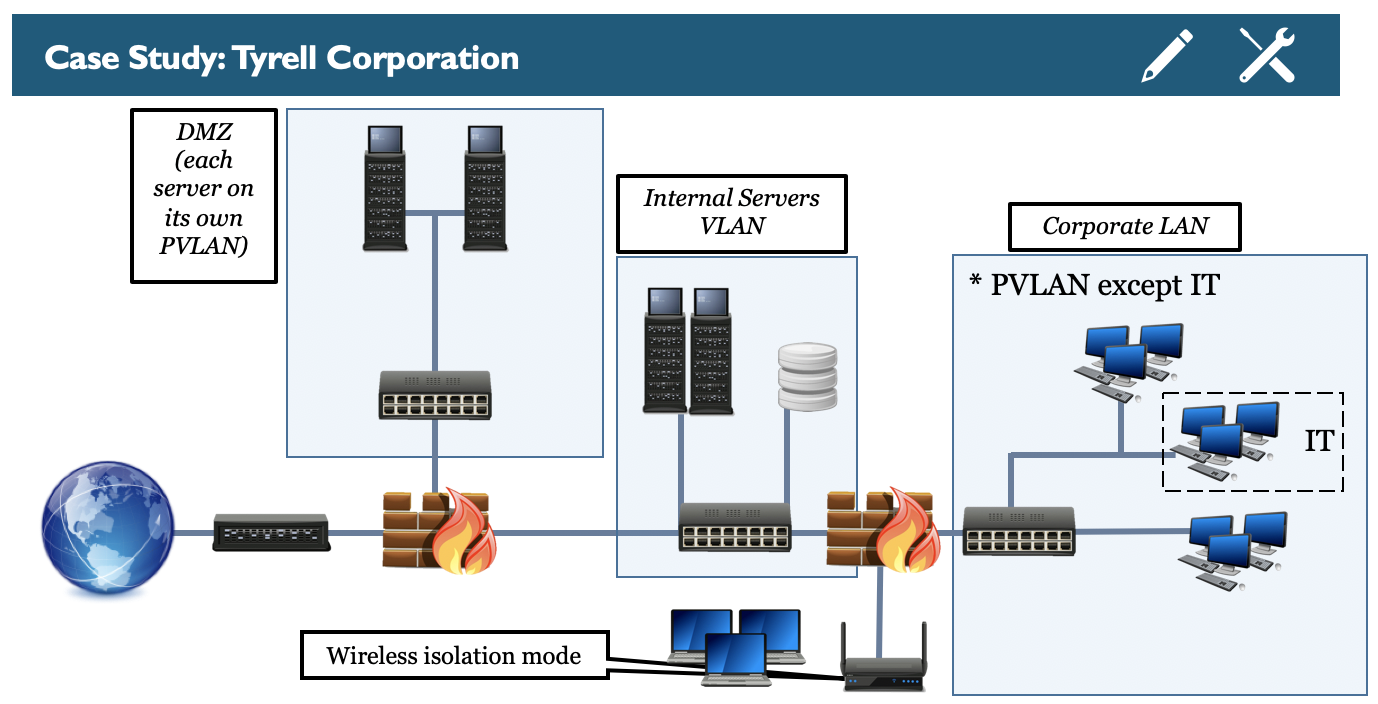 Case Study: Tyrell Corporation
DMZ
(each
server on
its own
PVLAN)
Internal Servers
VLAN
Corporate LAN
* PVLAN except IT
IT
Wireless isolation mode